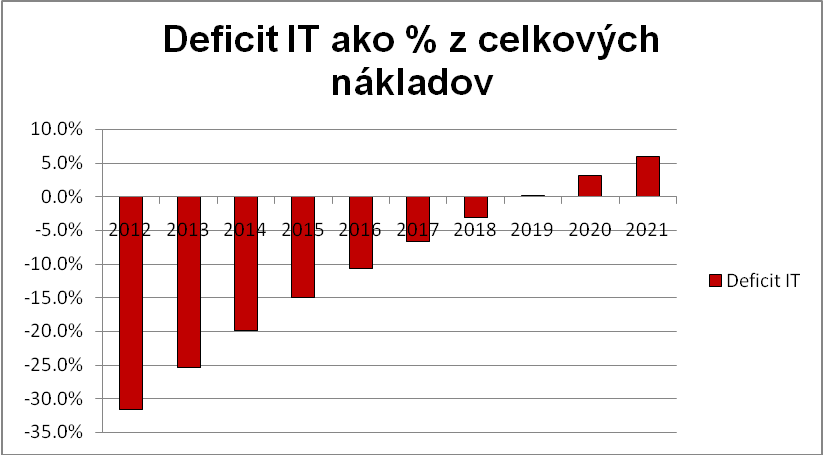 Deficit IT ako % z celkových
nákladov
10.0%
5.0%
0.0%
-5.0%
2012 2013 2014 2015 2016 2017 2018 2019 2020 2021
-10.0%
Deficit IT
-15.0%
-20.0%
-25.0%
-30.0%
-35.0%